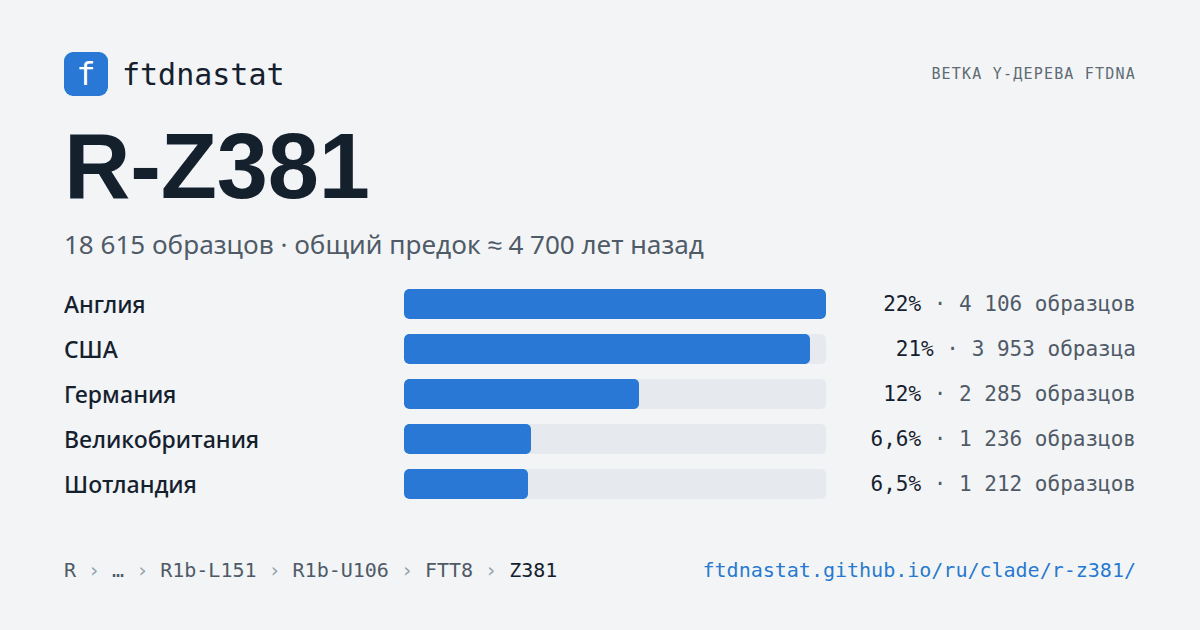 f ftdnastat
ВЕТКА Y-ДЕРЕВА FTDNA
R-Z381
18 615 образцов · общий предок ≈ 4 700 лет назад
Англия 22% · 4 106 образцов
США 21% · 3 953 образца
Германия 12% · 2 285 образцов
Великобритания 6,6% · 1 236 образцов
Шотландия 6,5% · 1 212 образцов
R › … › R1b-L151 › R1b-U106 › FTT8 › Z381
ftdnastat.github.io/ru/clade/r-z381/